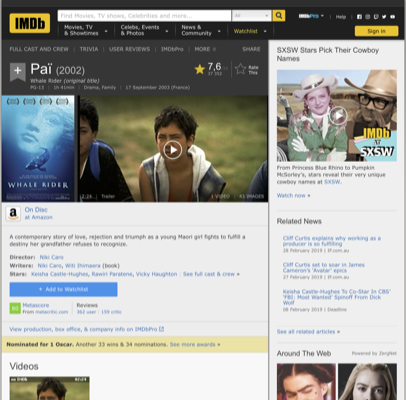 IMDb
Find Movies, TV shows, Celebrities and more...
All
IMDbPro
Help
Movies, TV
& Showtimes
Celebs, Events
& Photos
News &
Community
Watchlist
Sign in
FULL CAST AND CREW | TRIVIA | USER REVIEWS | IMDbPro | MORE
SHARE
Paï (2002)
Whale Rider (original title)
PG-13 | 1h 41min | Drama, Family | 17 September 2003 (France)
7,6
Rate
This
WHALE RIDER
2:24 | Trailer
1 VIDEO | 61 IMAGES
On Disc
at Amazon
A contemporary story of love, rejection and triumph as a young Maori girl fights to fulfill a
destiny her grandfather refuses to recognize.
Director: Niki Caro
Writers: Niki Caro, Witi Ihimaera (book)
Stars: Keisha Castle-Hughes, Rawiri Paratene, Vicky Haughton | See full cast & crew »
+ Add to Watchlist
Metascore
From metacritic.com
Reviews
362 user | 159 critic
View production, box office, & company info on IMDbPro
Nominated for 1 Oscar. Another 33 wins & 34 nominations. See more awards »
Videos
SXSW Stars Pick Their Cowboy
Names
IMDb
AT
SXSW
From Princess Blue Rhino to Pumpkin
McSorley's, stars reveal their very unique
cowboy names at SXSW.
Watch now »
Related News
Cliff Curtis explains why working as a
producer is so fulfilling
28 February 2019 | if.com.au
Cliff Curtis set to soar in James
Cameron's 'Avatar' epics
27 February 2019 | if.com.au
Keisha Castle-Hughes To Co-Star In CBS'
'FBI: Most Wanted' Spinoff From Dick
Wolf
08 February 2019 | Deadline
See all related articles »
Around The Web
Powered by ZergNet